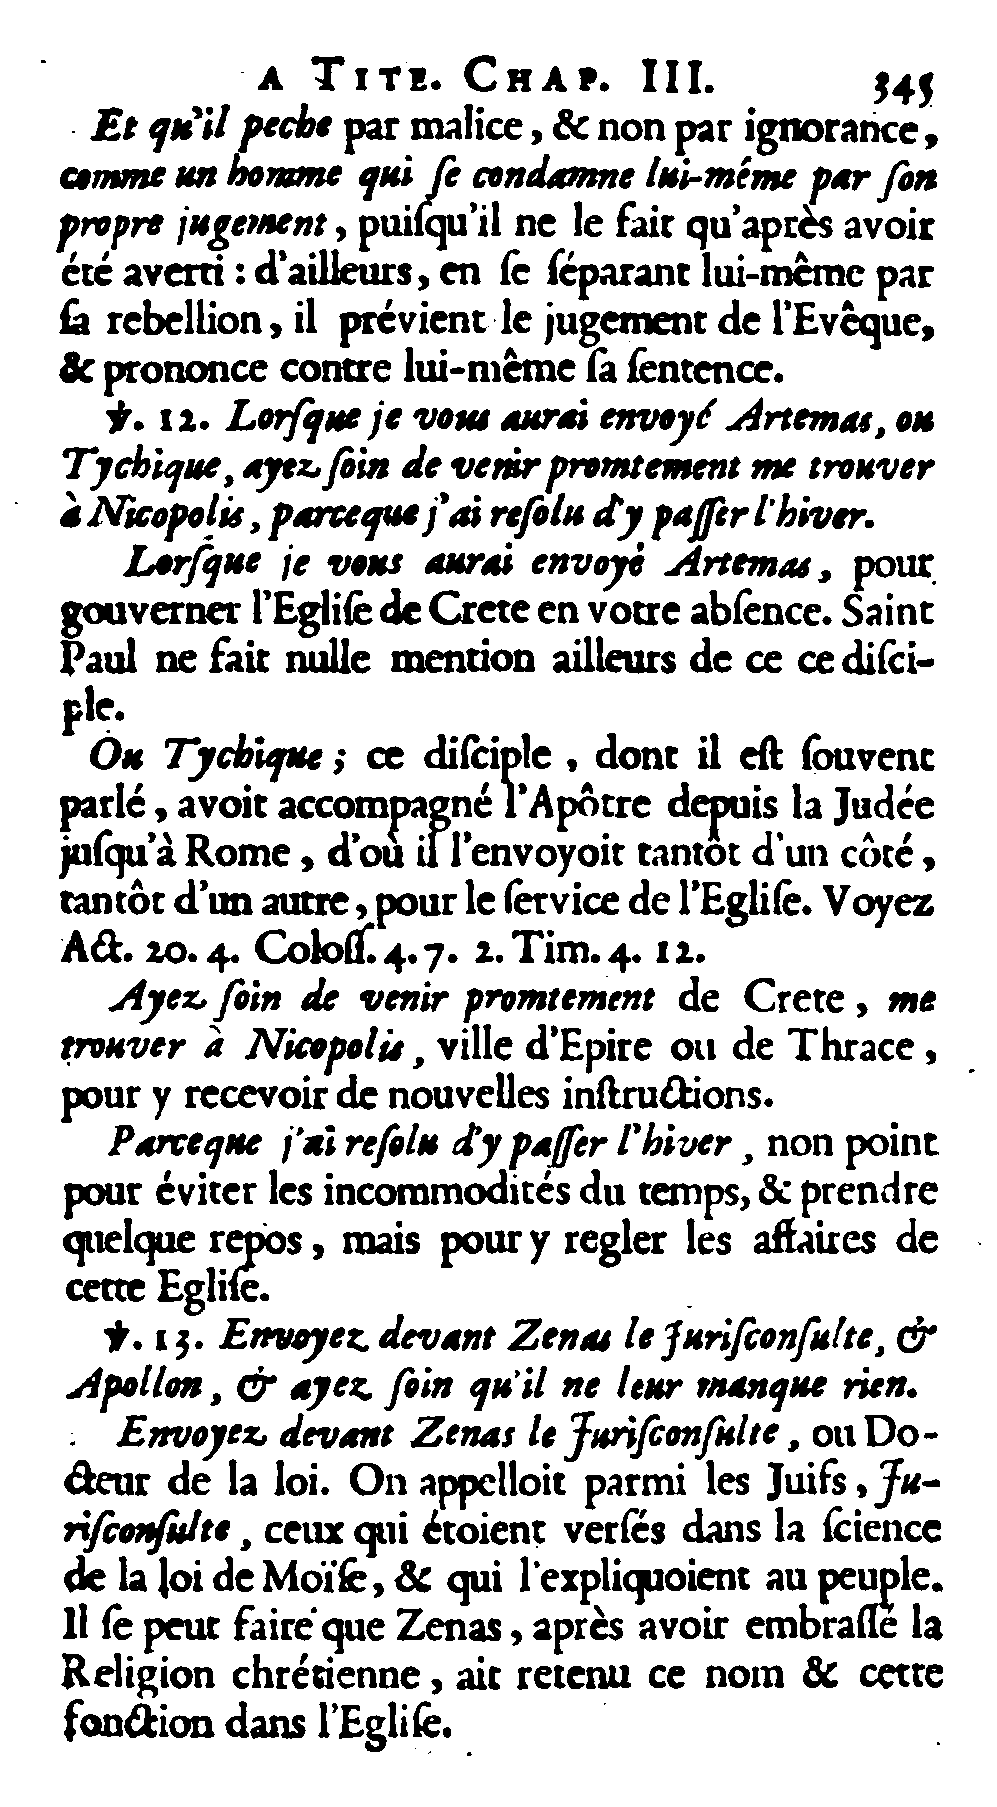 A TITE. CHAP. III. 345
Et qu'il peche par malice, & non par ignorance,
comme un homme qui ſe condamne lui-méme par ſon
propre jugement, puiſqu'il ne le fait qu'après avoir
été averti : d'ailleurs, en ſe ſéparant lui-même par
ſa rebellion, il prévient le jugement de l'Evêque,
& prononce contre lui-même ſa ſentence.
℣. 12. Lorſque je vous aurai envoyé Artemas, ou
Tychique, ayez ſoin de venir promtement me trouver
à Nicopolis, parceque j'ai reſolu d'y paſſer l'hiver.
Lorſque je vous aurai envoyé Artemas, pour
gouverner l'Egliſe de Crete en votre abſence. Saint
Paul ne fait nulle mention ailleurs de ce ce diſci-
ple.
Ou Tychique ; ce diſciple, dont il eſt ſouvent
parlé, avoit accompagné l'Apôtre depuis la Judée
juſqu'à Rome, d'où il l'envoyoit tantôt d'un côté,
tantôt d'un autre, pour le ſervice de l'Egliſe. Voyez
Act. 20. 4. Coloſſ. 4. 7. 2. Tim. 4. 12.
Ayez ſoin de venir promtement de Crete, me
trouver à Nicopolis, ville d'Epire ou de Thrace,
pour y recevoir de nouvelles inſtructions.
Parceque j'ai reſolu d'y paſſer l'hiver, non point
pour éviter les incommodités du temps, & prendre
quelque repos, mais pour y regler les affaires de
cette Egliſe.
℣. 13. Envoyez devant Zenas le Juriſconſulte, &
Apollon, & ayez ſoin qu'il ne leur manque rien.
Envoyez devant Zenas le Juriſconſulte, ou Do-
cteur de la loi. On appelloit parmi les Juifs, Ju-
riſconſulte, ceux qui étoient verſés dans la ſcience
de la loi de Moïſe, & qui l'expliquoient au peuple.
Il ſe peut faire que Zenas, après avoir embraſſé la
Religion chrétienne, ait retenu ce nom & cette
fonction dans l'Egliſe.